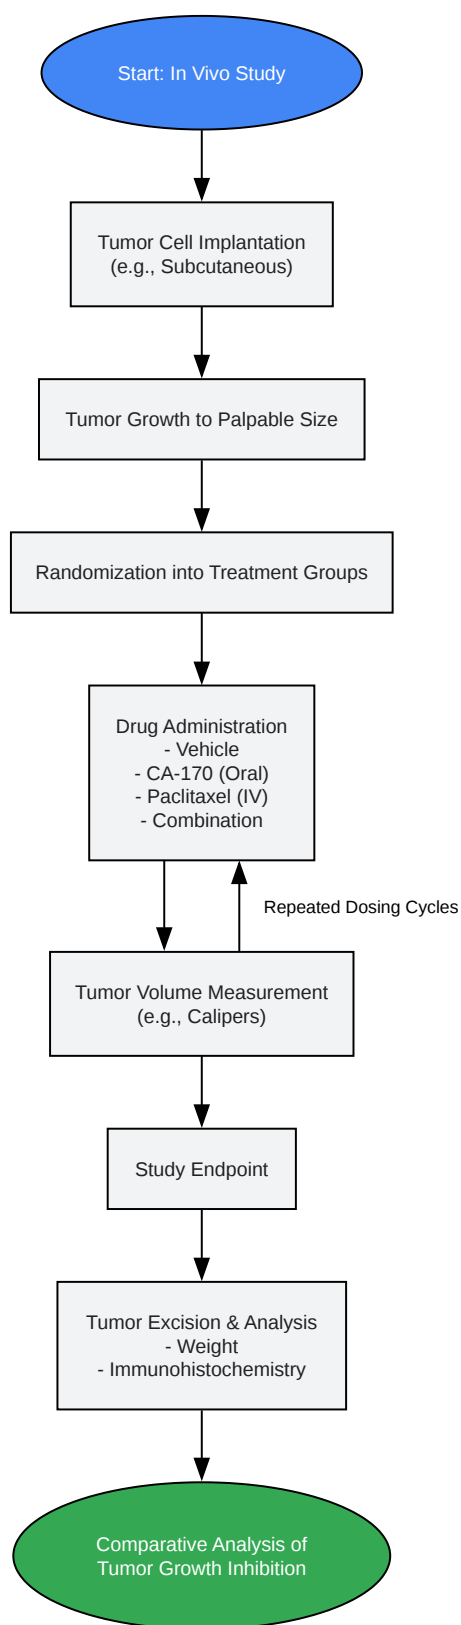 Start: In Vivo Study
Tumor Cell Implantation
(e.g., Subcutaneous)
Tumor Growth to Palpable Size
Randomization into Treatment Groups
Drug Administration
- Vehicle
- CA-170 (Oral)
- Paclitaxel (IV)
- Combination
Repeated Dosing Cycles
Tumor Volume Measurement
(e.g., Calipers)
Study Endpoint
Tumor Excision & Analysis
- Weight
- Immunohistochemistry
Comparative Analysis of
Tumor Growth Inhibition